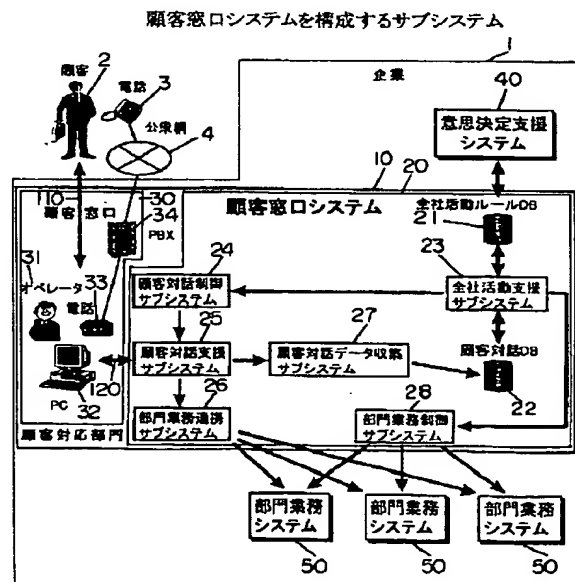 顧客窓口システムを構成するサブシステム
1
企業
2
顧客
3
電話
公衆網
4
40
意思決定支援
システム
10
20
110
30
顧客窓口
34
PBX
顧客窓口システム
全社活動ルールDB
21
31
オペレータ
33
電話
24
顧客対話制御
サブシステム
23
全社活動支援
サブシステム
25
顧客対話支援
サブシステム
27
顧客対話データ収集
サブシステム
顧客対話DB
22
120
PC
32
26
部門業務連携
サブシステム
28
部門業務制御
サブシステム
顧客対応部門
部門業務
システム
50
部門業務
システム
50
部門業務
システム
50